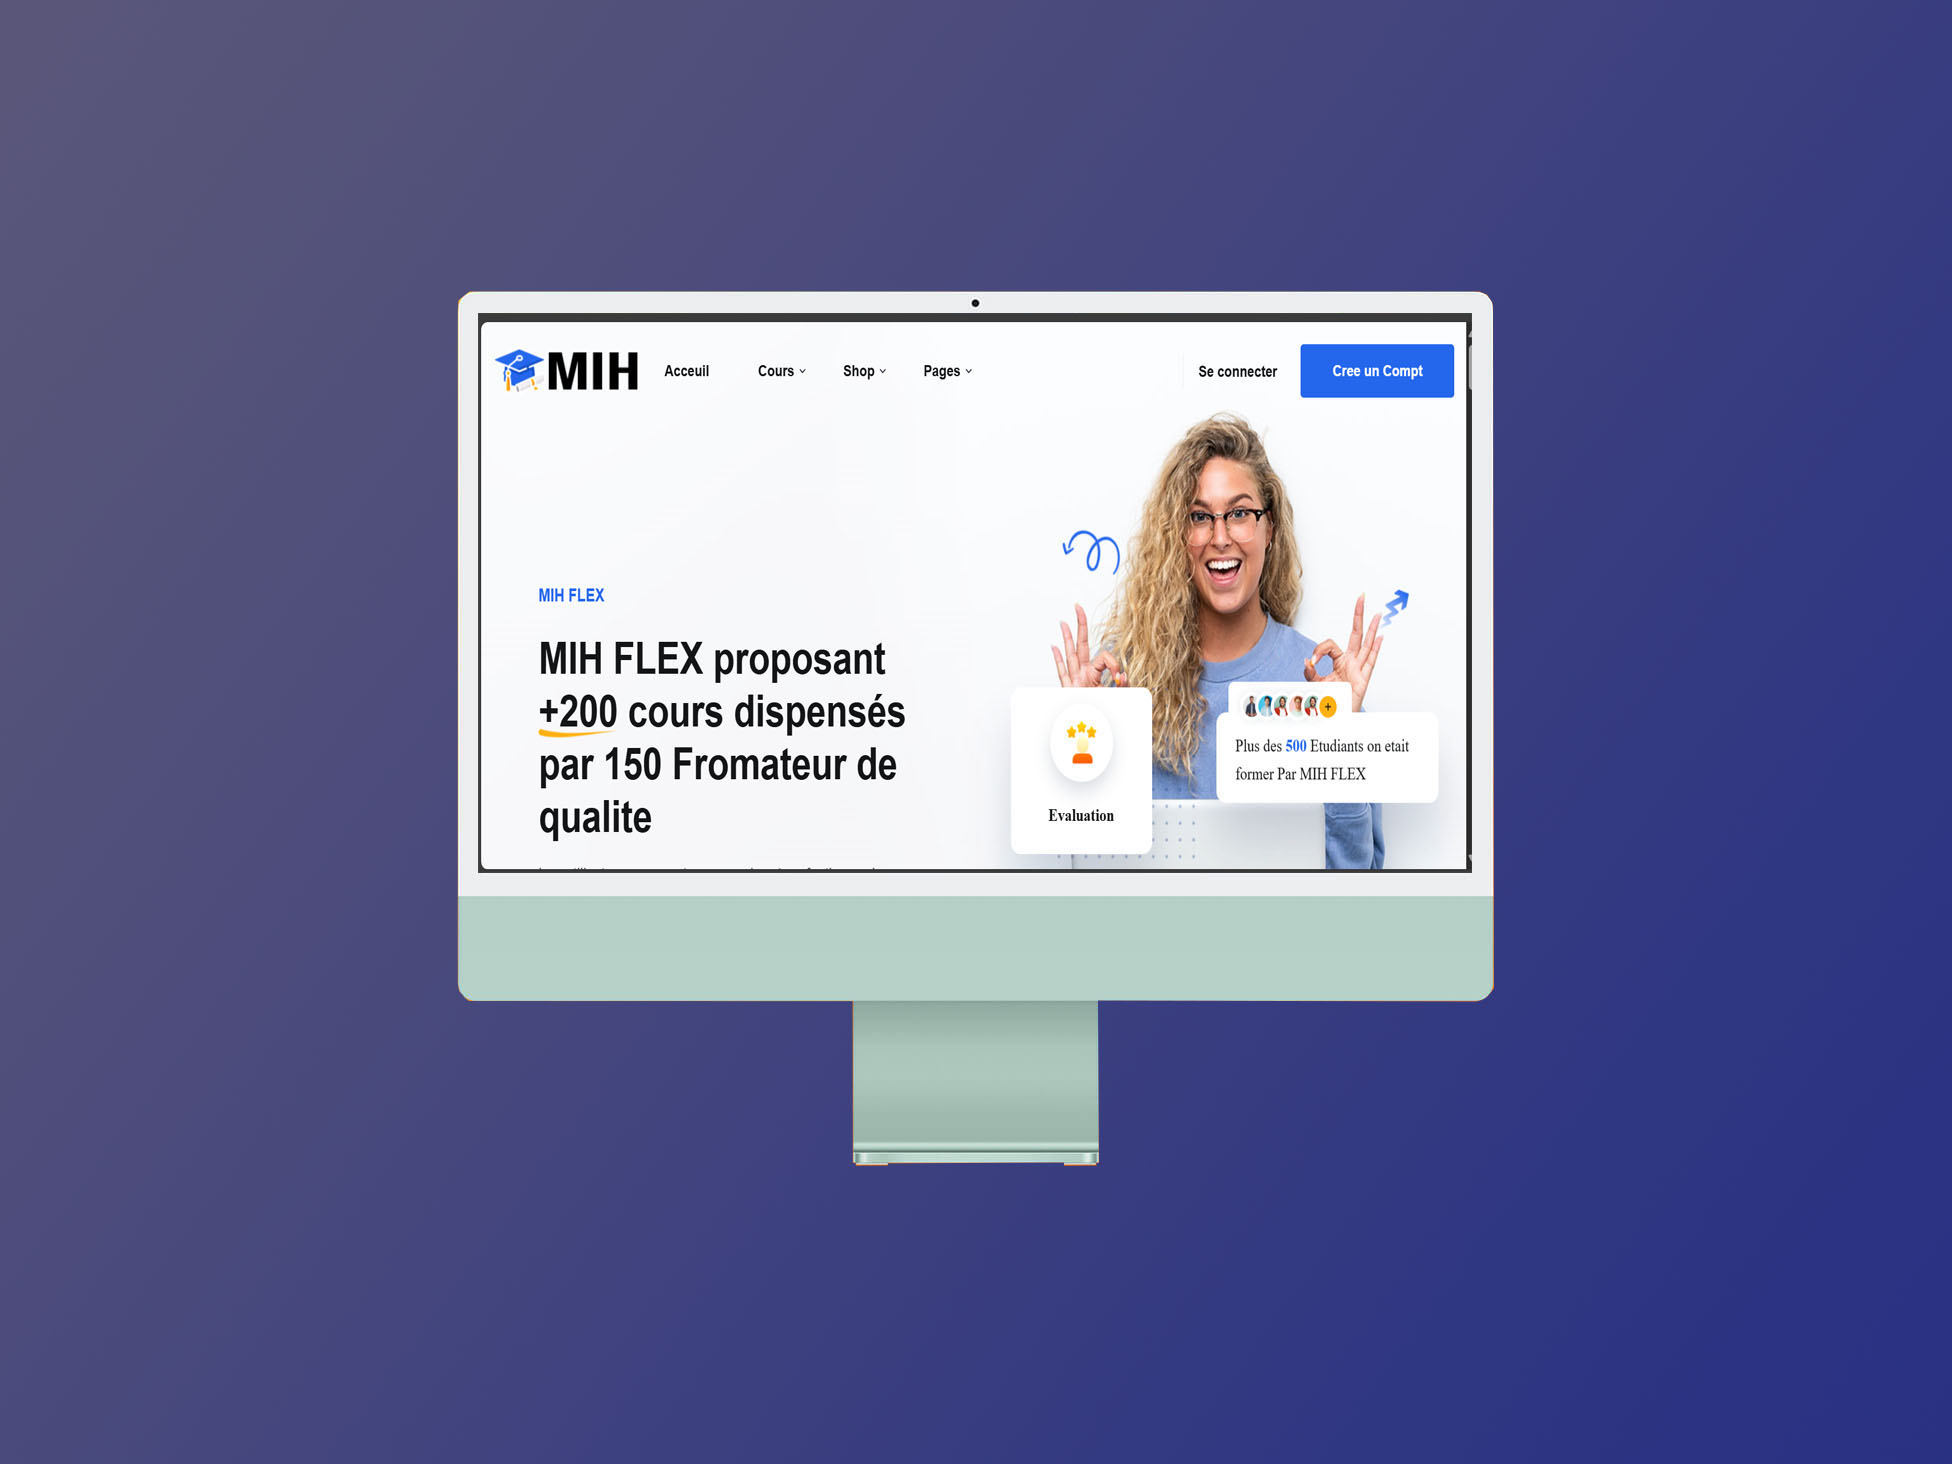 MIH
Acceuil
Cours
Shop
Pages
Se connecter
Cree un Compt
MIH FLEX
MIH FLEX proposant
+200 cours dispensés
par 150 Fromateur de
qualite
+
Plus des 500 Etudiants on etait
former Par MIH FLEX
Evaluation